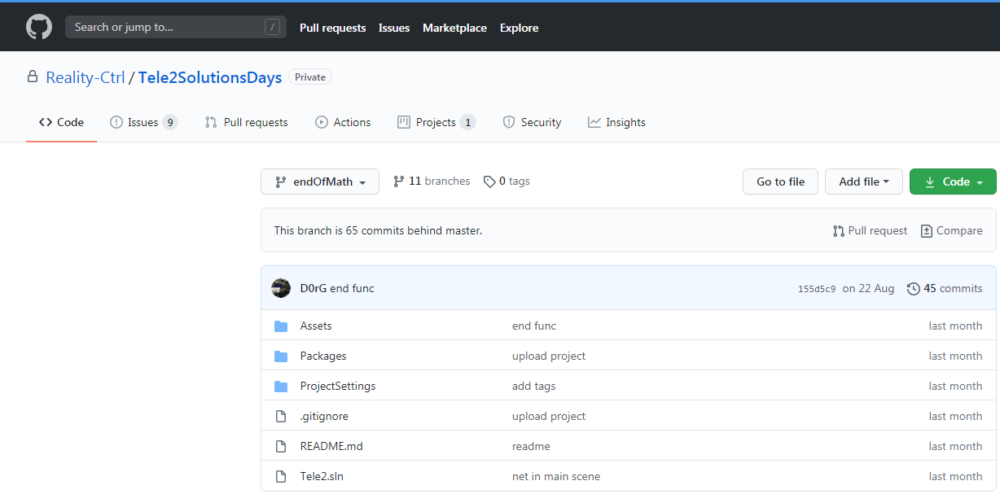 Search or jump to... /
Pull requests Issues Marketplace Explore
Reality-Ctrl / Tele2SolutionsDays Private
Code Issues 9 Pull requests Actions Projects 1 Security Insights
endOfMath 11 branches 0 tags Go to file Add file Code
This branch is 65 commits behind master. Pull request Compare
D0rG end func 155d5c9 on 22 Aug 45 commits
Assets end func last month
Packages upload project last month
ProjectSettings add tags last month
.gitignore upload project last month
README.md readme last month
Tele2.sln net in main scene last month